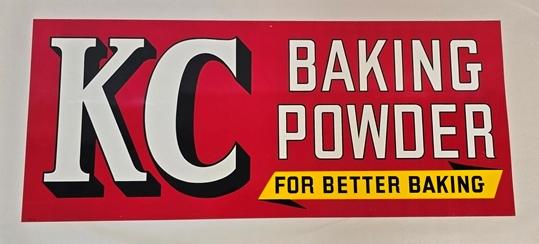 KC
BAKING
POWDER
FOR BETTER BAKING